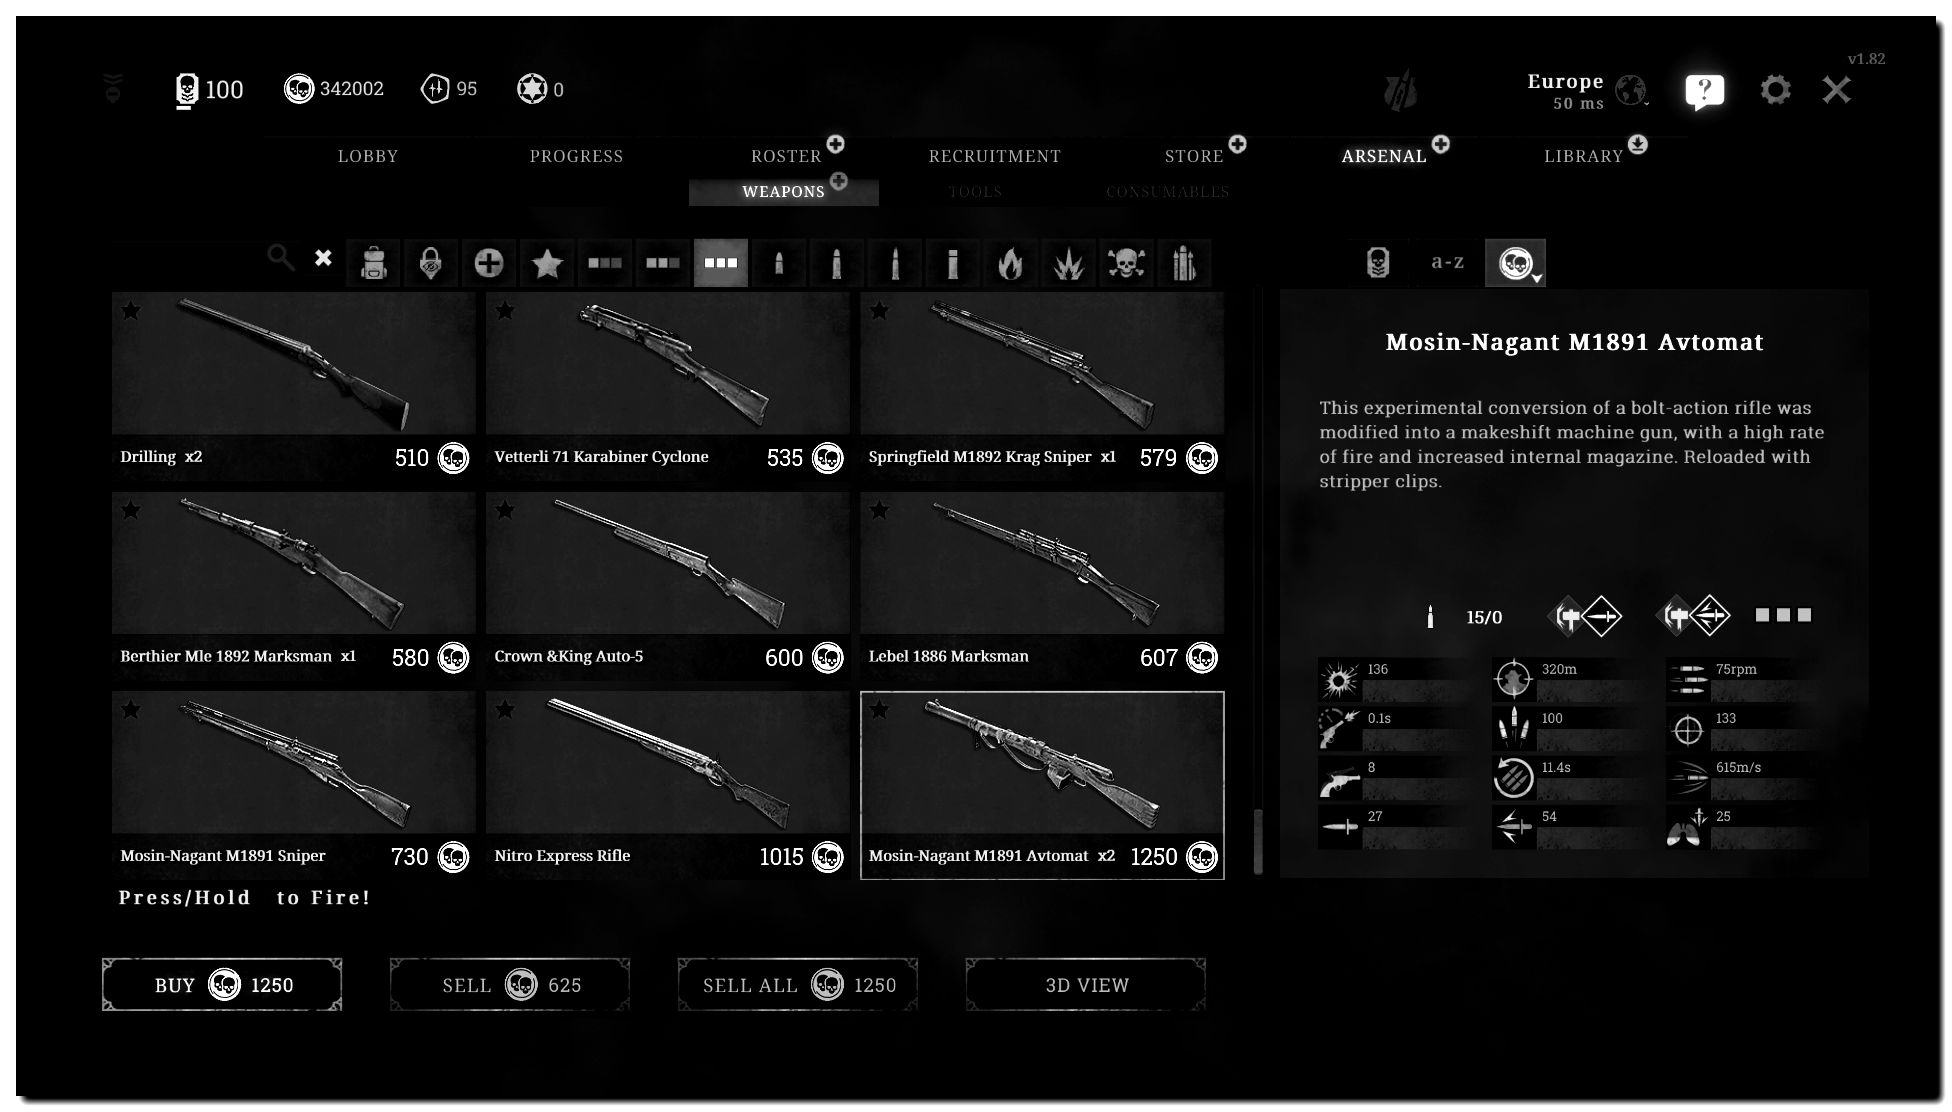 v1.82
100
342002
95
0
Europe
50 ms
?
LOBBY
PROGRESS
ROSTER
RECRUITMENT
STORE
ARSENAL
LIBRARY
WEAPONS
TOOLS
CONSUMABLES
a-z
Drilling x2 510
Vetterli 71 Karabiner Cyclone 535
Springfield M1892 Krag Sniper x1 579
Berthier Mle 1892 Marksman x1 580
Crown &King Auto-5 600
Lebel 1886 Marksman 607
Mosin-Nagant M1891 Sniper 730
Nitro Express Rifle 1015
Mosin-Nagant M1891 Avtomat x2 1250
Mosin-Nagant M1891 Avtomat
This experimental conversion of a bolt-action rifle was
modified into a makeshift machine gun, with a high rate
of fire and increased internal magazine. Reloaded with
stripper clips.
15/0
136
320m
75rpm
0.1s
100
133
8
11.4s
615m/s
27
54
25
Press/Hold to Fire!
BUY 1250
SELL 625
SELL ALL 1250
3D VIEW